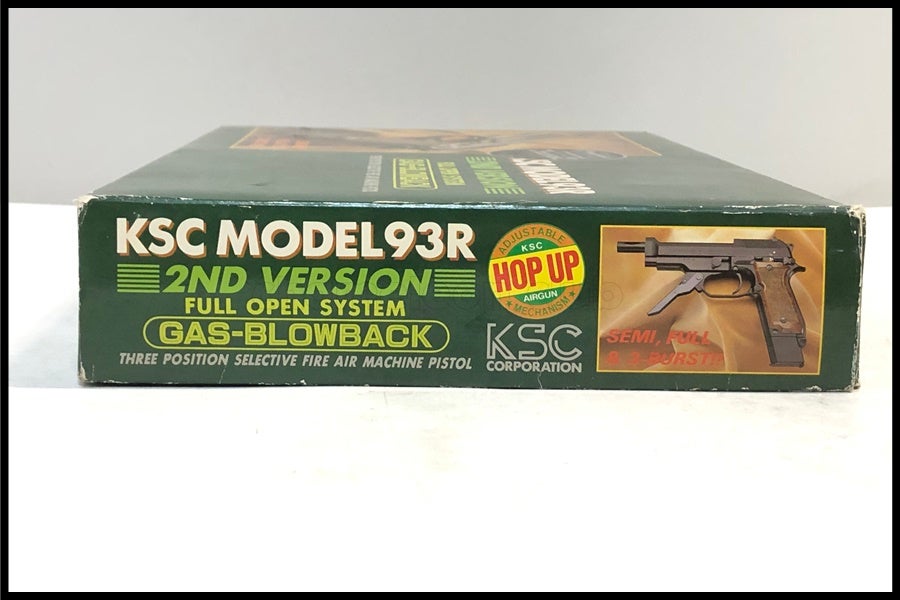 KSC MODEL93R
2ND VERSION
FULL OPEN SYSTEM
GAS-BLOWBACK
THREE POSITION SELECTIVE FIRE AIR MACHINE PISTOL
ADJUSTABLE
KSC
HOP UP
AIRGUN
MECHANISM
KSC
CORPORATION
SEMI, FULL
& 3-BURST!!